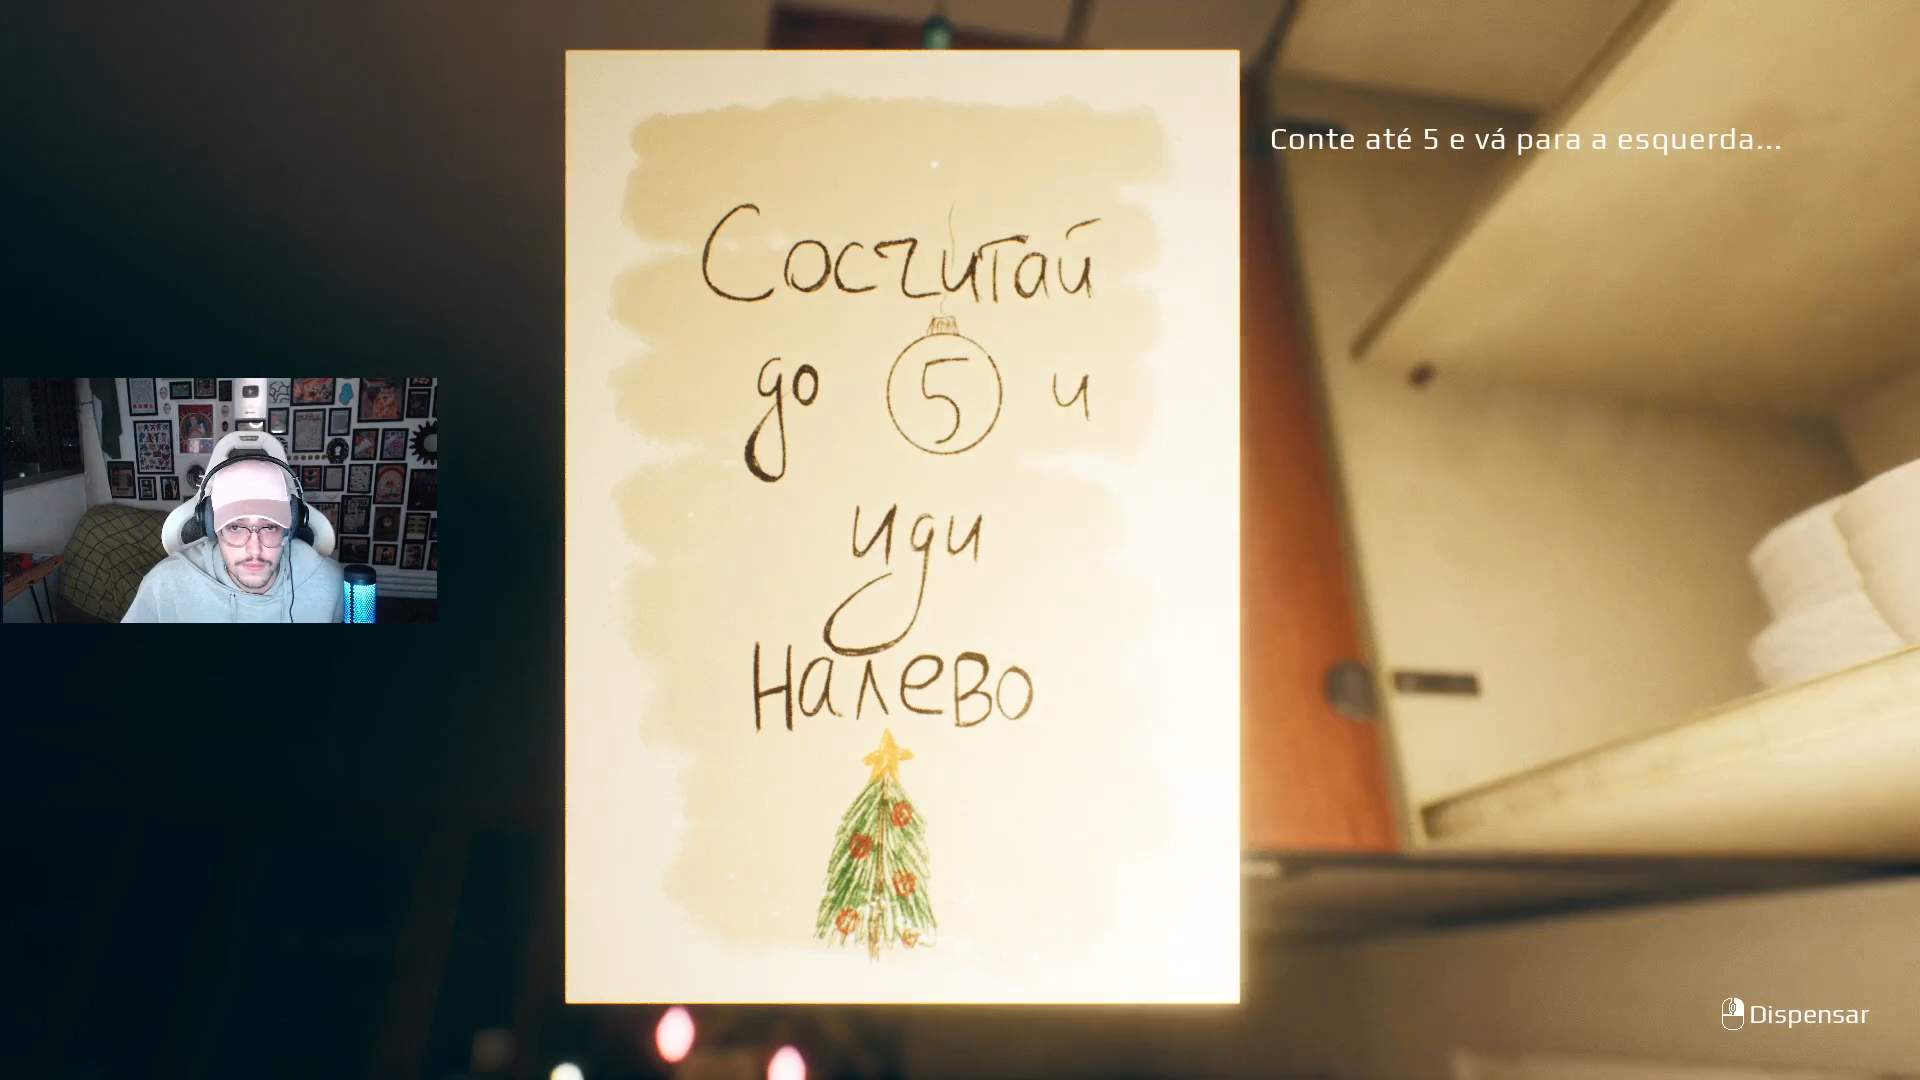 Сосчитай
до 5 и
иди
налево
Conte até 5 e vá para a esquerda...
Dispensar